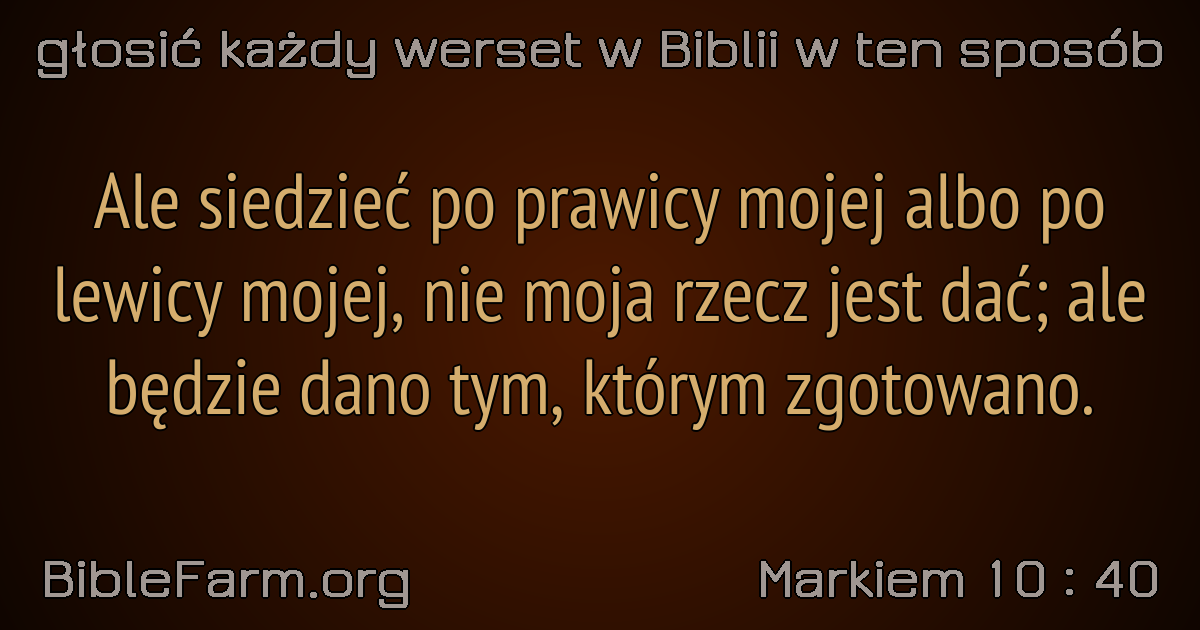 głosić każdy werset w Biblii w ten sposób
Ale siedzieć po prawicy mojej albo po
lewicy mojej, nie moja rzecz jest dać; ale
będzie dano tym, którym zgotowano.
BibleFarm.org
Markiem 10 : 40